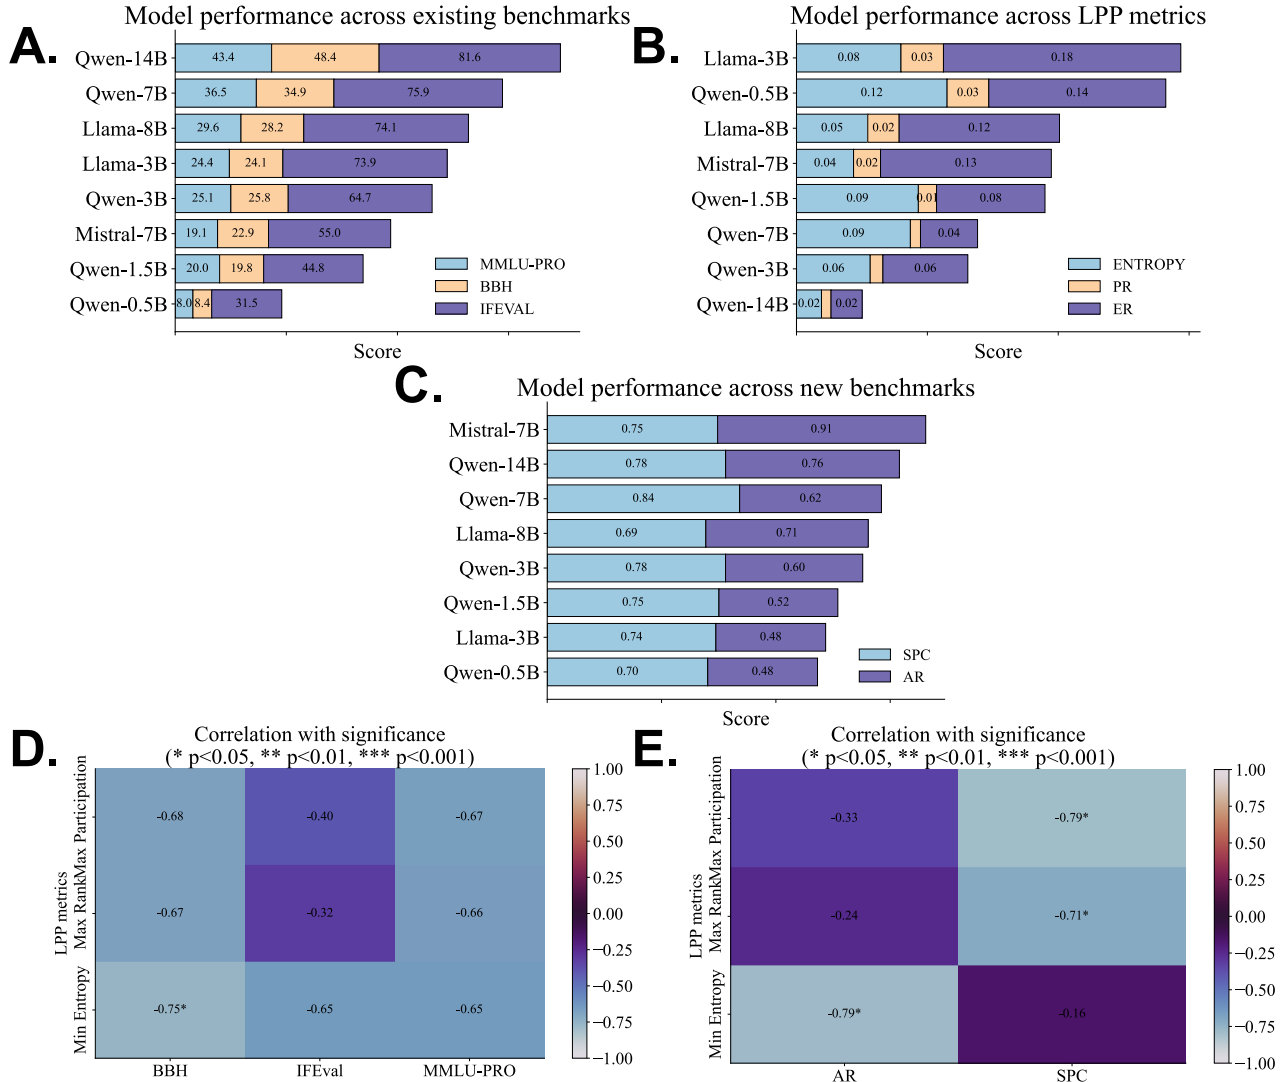 A.
Model performance across existing benchmarks
Qwen-14B 43.4 48.4 81.6
Qwen-7B 36.5 34.9 75.9
Llama-8B 29.6 28.2 74.1
Llama-3B 24.4 24.1 73.9
Qwen-3B 25.1 25.8 64.7
Mistral-7B 19.1 22.9 55.0
Qwen-1.5B 20.0 19.8 44.8
Qwen-0.5B 8.0 8.4 31.5
MMLU-PRO
BBH
IFEVAL
Score
B.
Model performance across LPP metrics
Llama-3B 0.08 0.03 0.18
Qwen-0.5B 0.12 0.03 0.14
Llama-8B 0.05 0.02 0.12
Mistral-7B 0.04 0.02 0.13
Qwen-1.5B 0.09 0.01 0.08
Qwen-7B 0.09 0.04
Qwen-3B 0.06 0.06
Qwen-14B 0.02 0.02
ENTROPY
PR
ER
Score
C.
Model performance across new benchmarks
Mistral-7B 0.75 0.91
Qwen-14B 0.78 0.76
Qwen-7B 0.84 0.62
Llama-8B 0.69 0.71
Qwen-3B 0.78 0.60
Qwen-1.5B 0.75 0.52
Llama-3B 0.74 0.48
Qwen-0.5B 0.70 0.48
SPC
AR
Score
D.
Correlation with significance
(* p<0.05, ** p<0.01, *** p<0.001)
LPP metrics
Max Participation -0.68 -0.40 -0.67
Max Rank -0.67 -0.32 -0.66
Min Entropy -0.75* -0.65 -0.65
BBH IFEval MMLU-PRO
1.00
0.75
0.50
0.25
0.00
−0.25
−0.50
−0.75
−1.00
E.
Correlation with significance
(* p<0.05, ** p<0.01, *** p<0.001)
LPP metrics
Max Participation -0.33 -0.79*
Max Rank -0.24 -0.71*
Min Entropy -0.79* -0.16
AR SPC
1.00
0.75
0.50
0.25
0.00
−0.25
−0.50
−0.75
−1.00